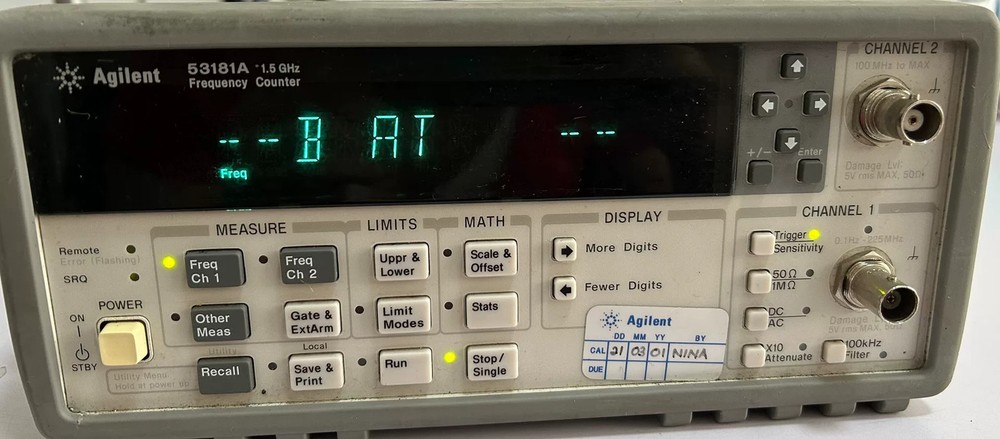 Agilent 53181A 1.5 GHz
Frequency Counter
--B AT --
Freq
+/- Enter
CHANNEL 2
100 MHz to MAX
Damage Lvl:
5V rms MAX, 50Ω
Remote
Error (Flashing)
SRQ
POWER
ON
STBY
Utility Menu:
MEASURE
Freq
Ch 1
Freq
Ch 2
Other
Meas
Gate &
ExtArm
Utility
Recall
Local
Save &
Print
LIMITS
Uppr &
Lower
Limit
Modes
Run
MATH
Scale &
Offset
Stats
Stop/
Single
DISPLAY
More Digits
Fewer Digits
Agilent
DD MM YY BY
CAL 21 03 01 NINA
DUE
CHANNEL 1
Trigger
Sensitivity
0.1Hz-225MHz
50Ω
1MΩ
DC
AC
X10
Attenuate
100kHz
Filter